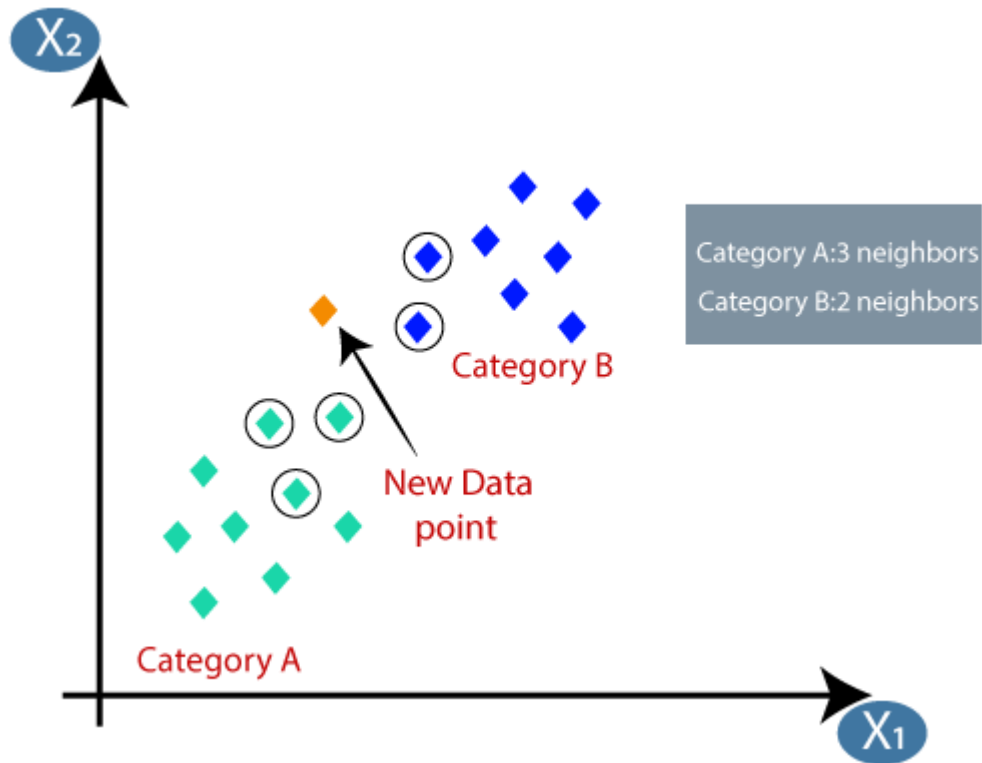 X₂
Category A:3 neighbors
Category B:2 neighbors
Category B
New Data
point
Category A
X₁